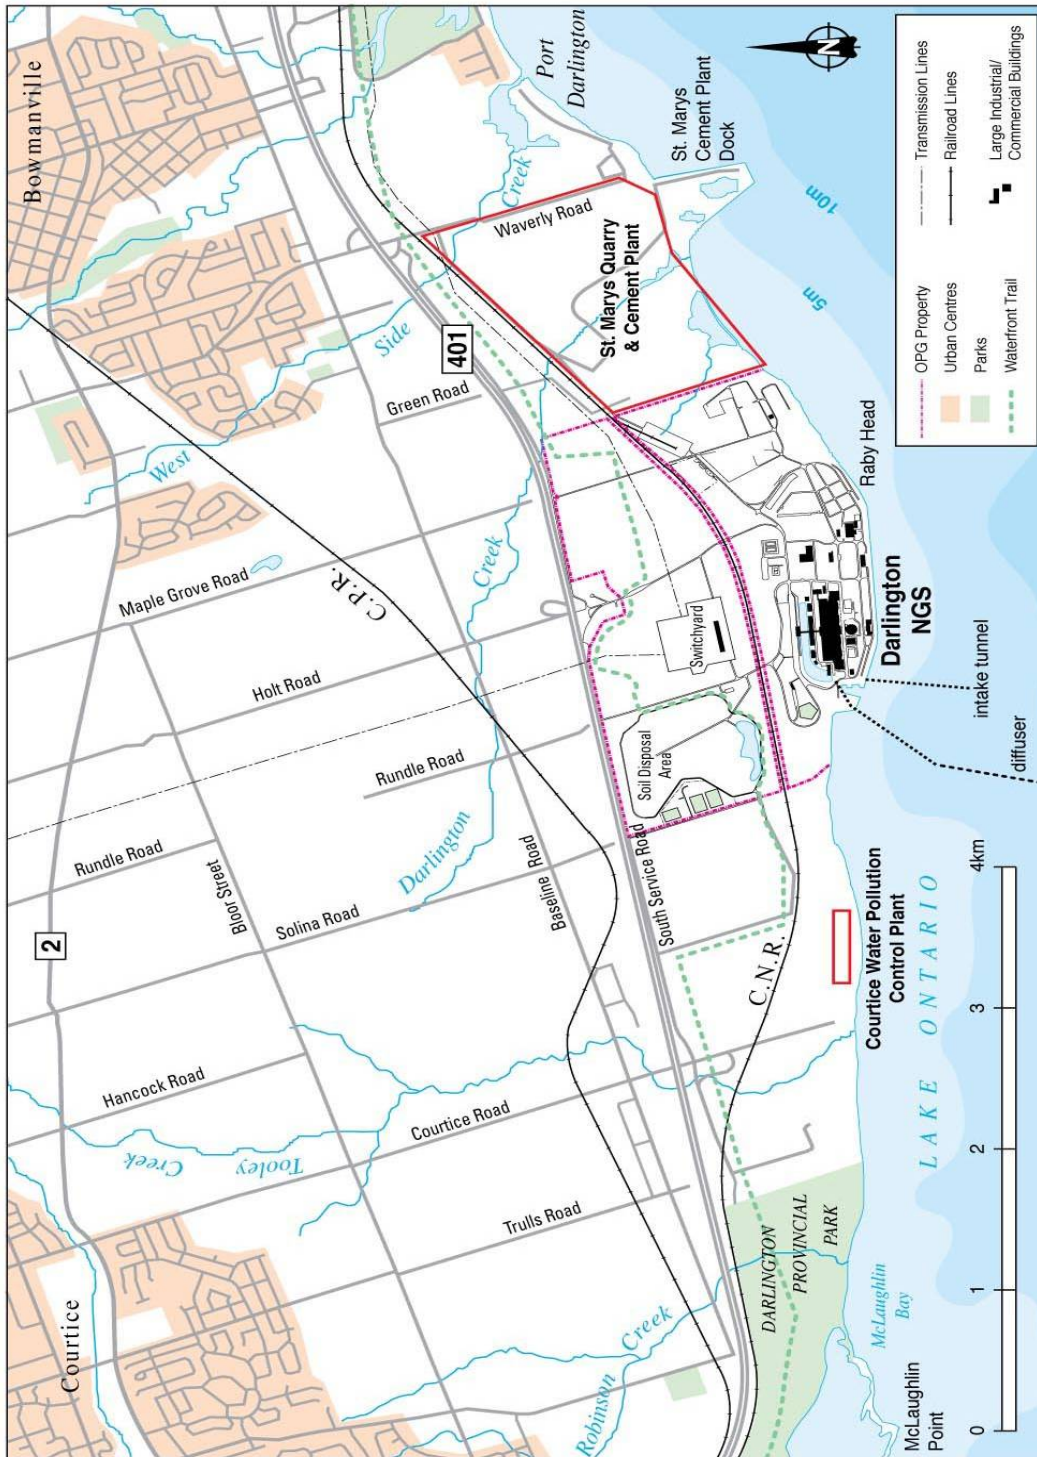 Courtice
Bowmanville
2
Hancock Road
Rundle Road
Bloor Street
Solina Road
Holt Road
Maple Grove Road
C.P.R.
West
Side
Creek
Green Road
401
Tooley
Creek
Courtice Road
Trulls Road
Darlington
Creek
Rundle Road
Baseline Road
South Service Road
Robinson
Creek
C.N.R.
Soil Disposal
Area
Switchyard
Waverly Road
St. Marys Quarry
& Cement Plant
Port
Darlington
St. Marys
Cement Plant
Dock
DARLINGTON
PROVINCIAL
PARK
McLaughlin
Bay
McLaughlin
Point
Courtice Water Pollution
Control Plant
LAKE ONTARIO
Darlington
NGS
Raby Head
intake tunnel
diffuser
5m
10m
0
1
2
3
4km
N
OPG Property
Urban Centres
Parks
Waterfront Trail
Transmission Lines
Railroad Lines
Large Industrial/
Commercial Buildings